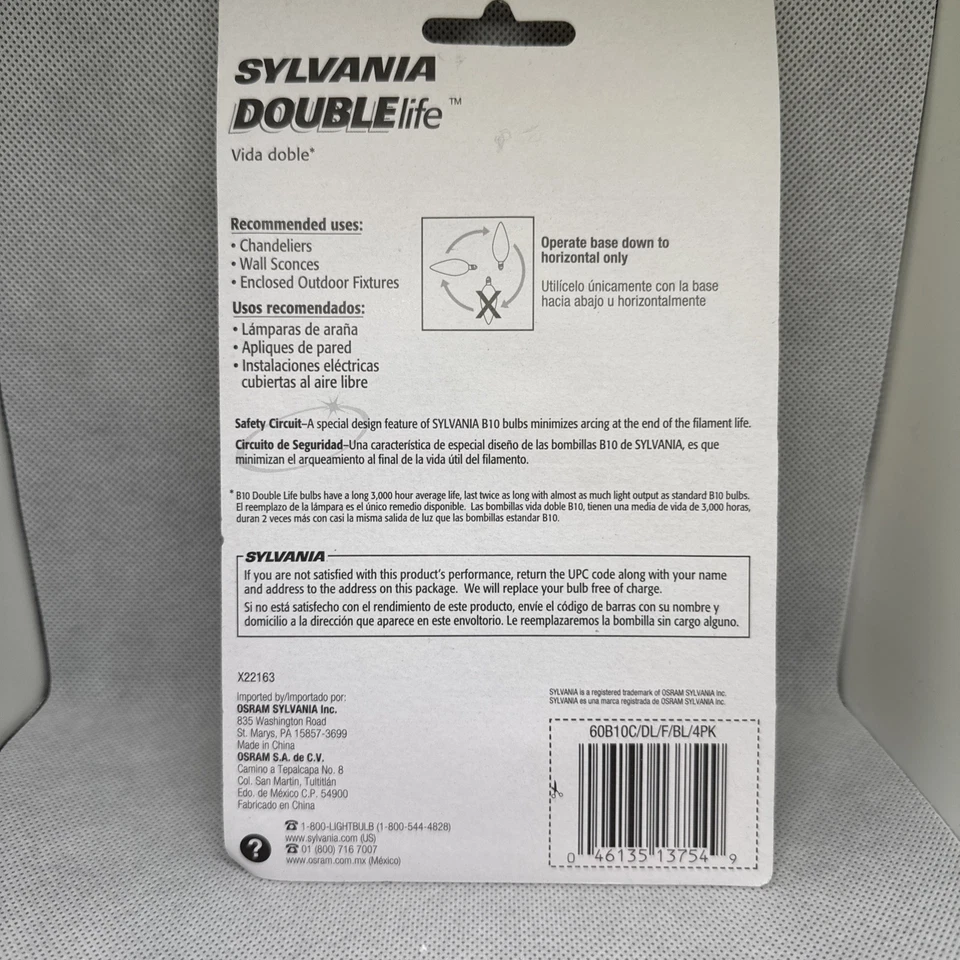 SYLVANIA
DOUBLElife™
Vida doble*
Recommended uses:
• Chandeliers
• Wall Sconces
• Enclosed Outdoor Fixtures
Usos recomendados:
• Lámparas de araña
• Apliques de pared
• Instalaciones eléctricas
cubiertas al aire libre
X
Operate base down to
horizontal only
Utilícelo únicamente con la base
hacia abajo u horizontalmente
Safety Circuit–A special design feature of SYLVANIA B10 bulbs minimizes arcing at the end of the filament life.
Circuito de Seguridad–Una característica de especial diseño de las bombillas B10 de SYLVANIA, es que
minimizan el arqueamiento al final de la vida útil del filamento.
* B10 Double Life bulbs have a long 3,000 hour average life, last twice as long with almost as much light output as standard B10 bulbs.
El reemplazo de la lámpara es el único remedio disponible. Las bombillas vida doble B10, tienen una media de vida de 3,000 horas,
duran 2 veces más con casi la misma salida de luz que las bombillas estandar B10.
SYLVANIA
If you are not satisfied with this product's performance, return the UPC code along with your name
and address to the address on this package. We will replace your bulb free of charge.
Si no está satisfecho con el rendimiento de este producto, envíe el código de barras con su nombre y
domicilio a la dirección que aparece en este envoltorio. Le reemplazaremos la bombilla sin cargo alguno.
X22163
Imported by/Importado por:
OSRAM SYLVANIA Inc.
835 Washington Road
St. Marys, PA 15857-3699
Made in China
OSRAM S.A. de C.V.
Camino a Tepalcapa No. 8
Col. San Martin, Tultitlán
Edo. de México C.P. 54900
Fabricado en China
?
☎ 1-800-LIGHTBULB (1-800-544-4828)
www.sylvania.com (US)
☎ 01 (800) 716 7007
www.osram.com.mx (México)
SYLVANIA is a registered trademark of OSRAM SYLVANIA Inc.
SYLVANIA es una marca registrada de OSRAM SYLVANIA Inc.
60B10C/DL/F/BL/4PK
0 46135 13754 9